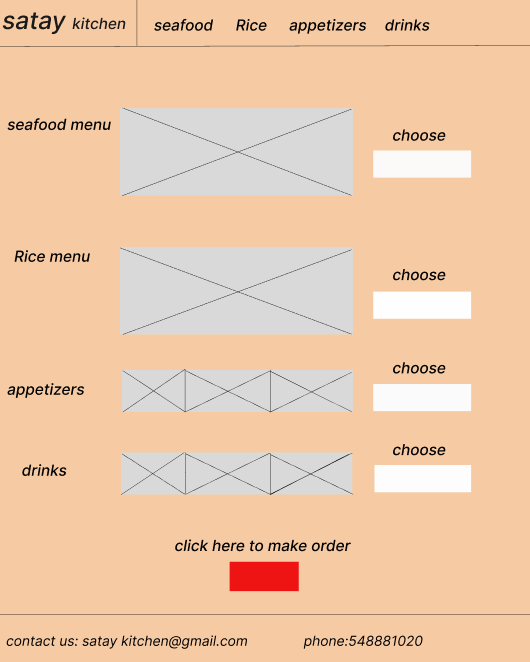 satay kitchen seafood Rice appetizers drinks
seafood menu
choose
Rice menu
choose
choose
appetizers
choose
drinks
click here to make order
contact us: satay kitchen@gmail.com phone:548881020